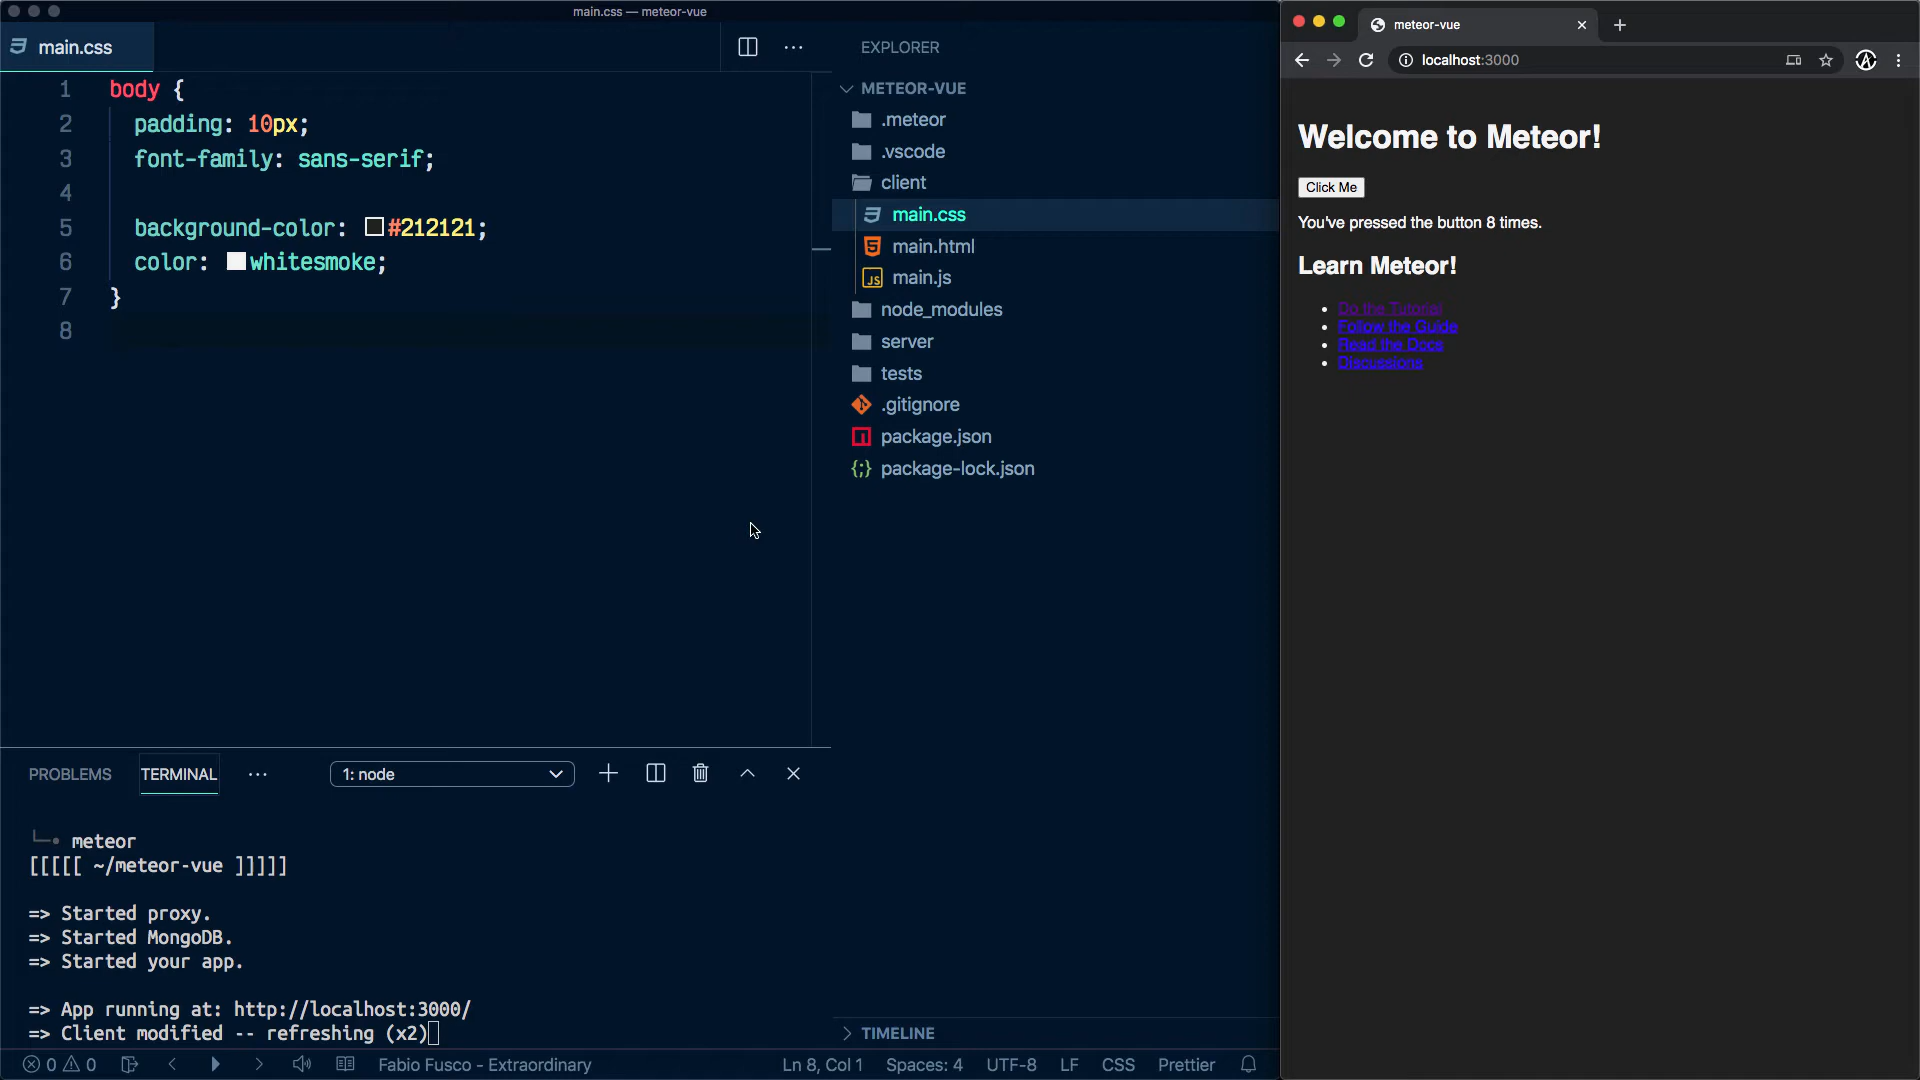 main.css — meteor-vue
main.css
1 body {
2 padding: 10px;
3 font-family: sans-serif;
4
5 background-color: #212121;
6 color: whitesmoke;
7 }
8
EXPLORER
METEOR-VUE
.meteor
.vscode
client
main.css
main.html
JS main.js
node_modules
server
tests
.gitignore
package.json
package-lock.json
TIMELINE
PROBLEMS TERMINAL ··· 1: node
meteor
[[[[[ ~/meteor-vue ]]]]]
=> Started proxy.
=> Started MongoDB.
=> Started your app.
=> App running at: http://localhost:3000/
=> Client modified -- refreshing (x2)
0 0 Fabio Fusco - Extraordinary Ln 8, Col 1 Spaces: 4 UTF-8 LF CSS Prettier
meteor-vue
localhost:3000
Welcome to Meteor!
Click Me
You've pressed the button 8 times.
Learn Meteor!
• Do the Tutorial
• Follow the Guide
• Read the Docs
• Discussions